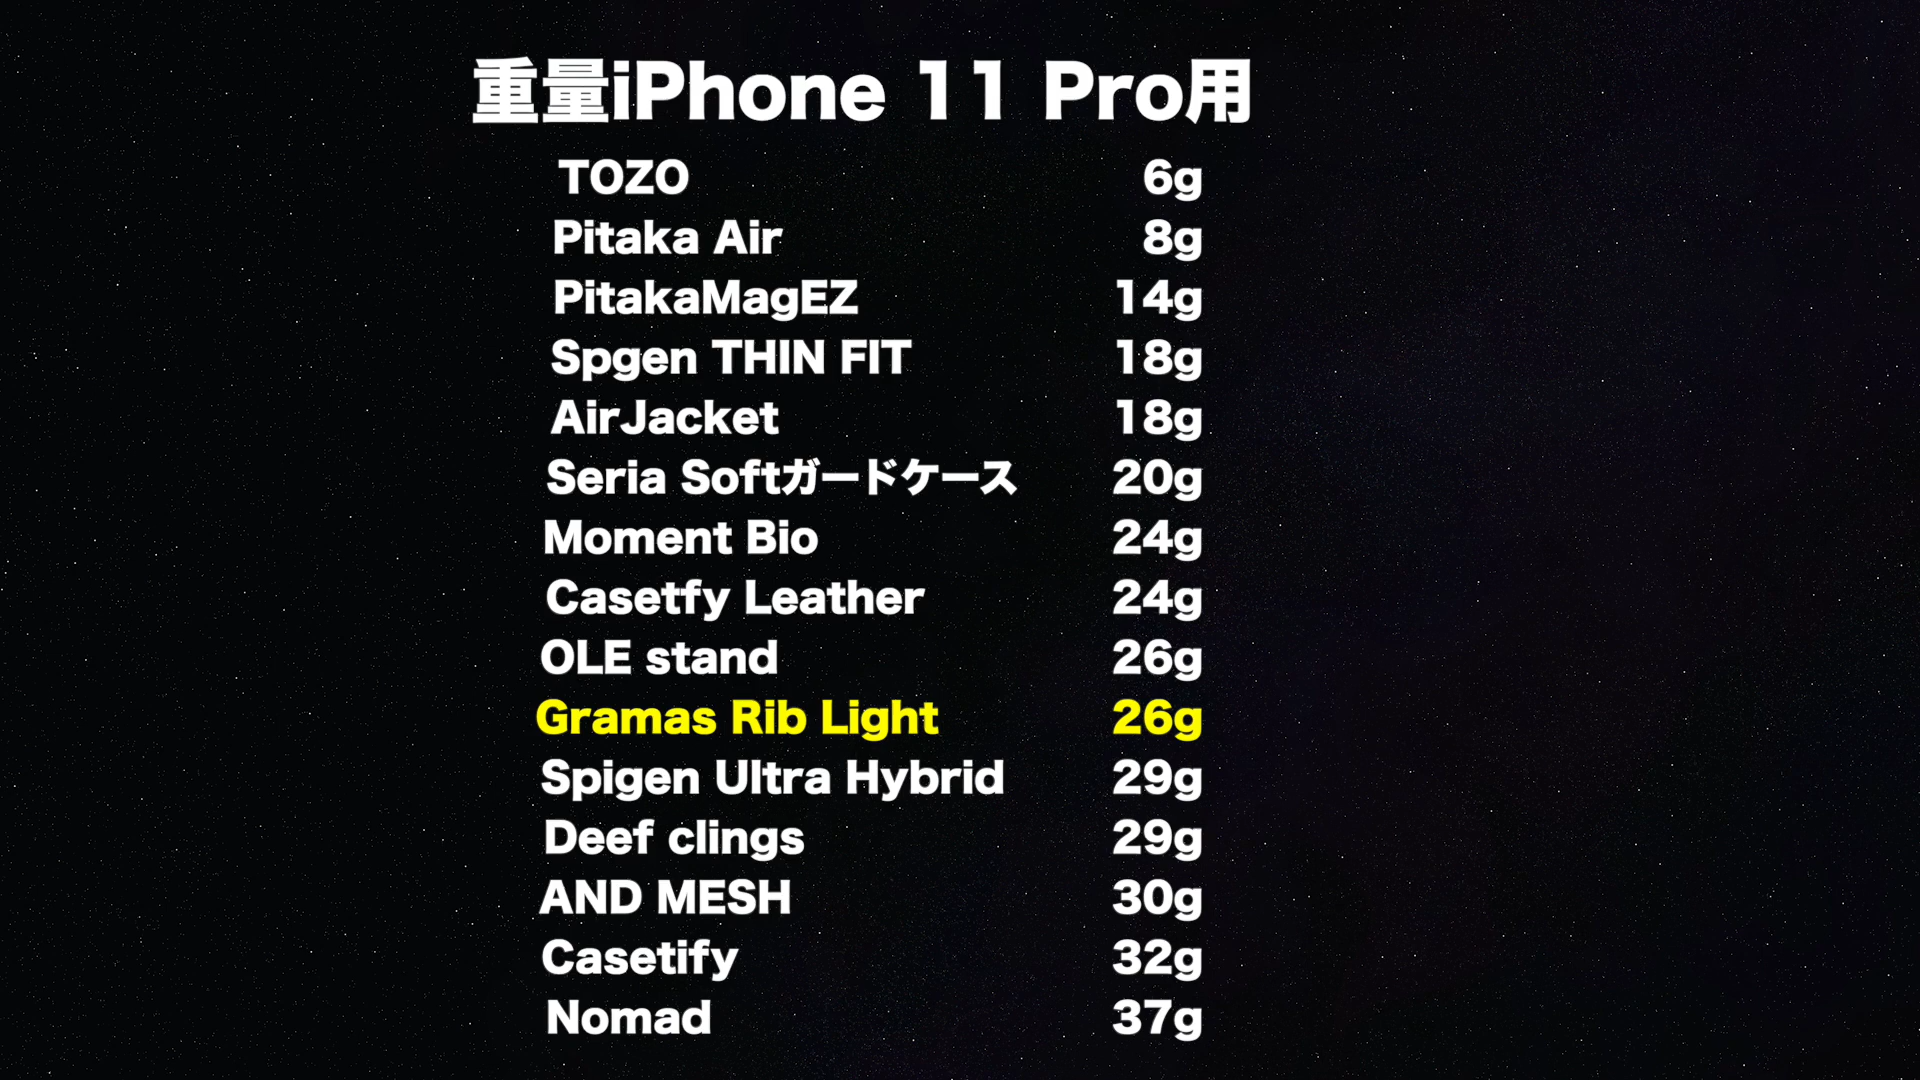 重量iPhone 11 Pro用
TOZO 6g
Pitaka Air 8g
PitakaMagEZ 14g
Spgen THIN FIT 18g
AirJacket 18g
Seria Softガードケース 20g
Moment Bio 24g
Casetfy Leather 24g
OLE stand 26g
Gramas Rib Light 26g
Spigen Ultra Hybrid 29g
Deef clings 29g
AND MESH 30g
Casetify 32g
Nomad 37g